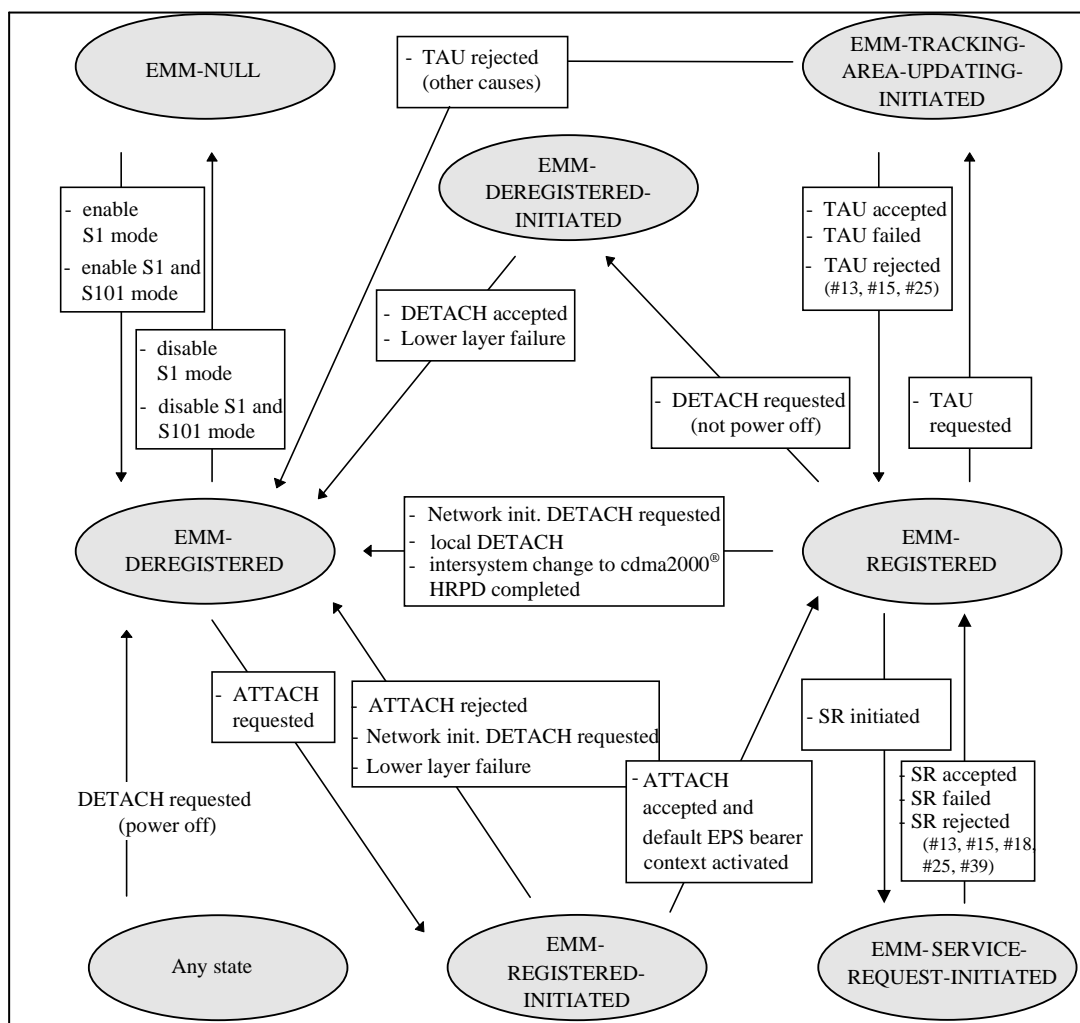 EMM-NULL
- TAU rejected
(other causes)
EMM-TRACKING-
AREA-UPDATING-
INITIATED
EMM-
DEREGISTERED-
INITIATED
- enable
S1 mode
- enable S1 and
S101 mode
- TAU accepted
- TAU failed
- TAU rejected
(#13, #15, #25)
- DETACH accepted
- Lower layer failure
- disable
S1 mode
- disable S1 and
S101 mode
- DETACH requested
(not power off)
- TAU
requested
EMM-
DEREGISTERED
- Network init. DETACH requested
- local DETACH
- intersystem change to cdma2000®
HRPD completed
EMM-
REGISTERED
- ATTACH
requested
- ATTACH rejected
- Network init. DETACH requested
- Lower layer failure
- SR initiated
DETACH requested
(power off)
- ATTACH
accepted and
default EPS bearer
context activated
- SR accepted
- SR failed
- SR rejected
(#13, #15, #18,
#25, #39)
Any state
EMM-
REGISTERED-
INITIATED
EMM-SERVICE-
REQUEST-INITIATED